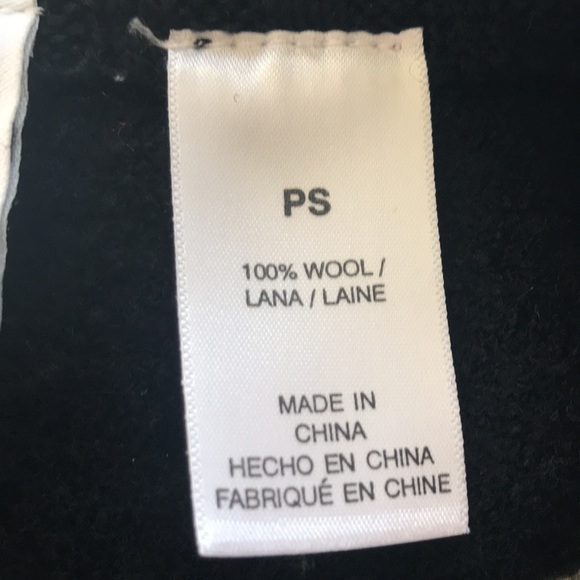 PS
100% WOOL /
LANA / LAINE
MADE IN
CHINA
HECHO EN CHINA
FABRIQUÉ EN CHINE